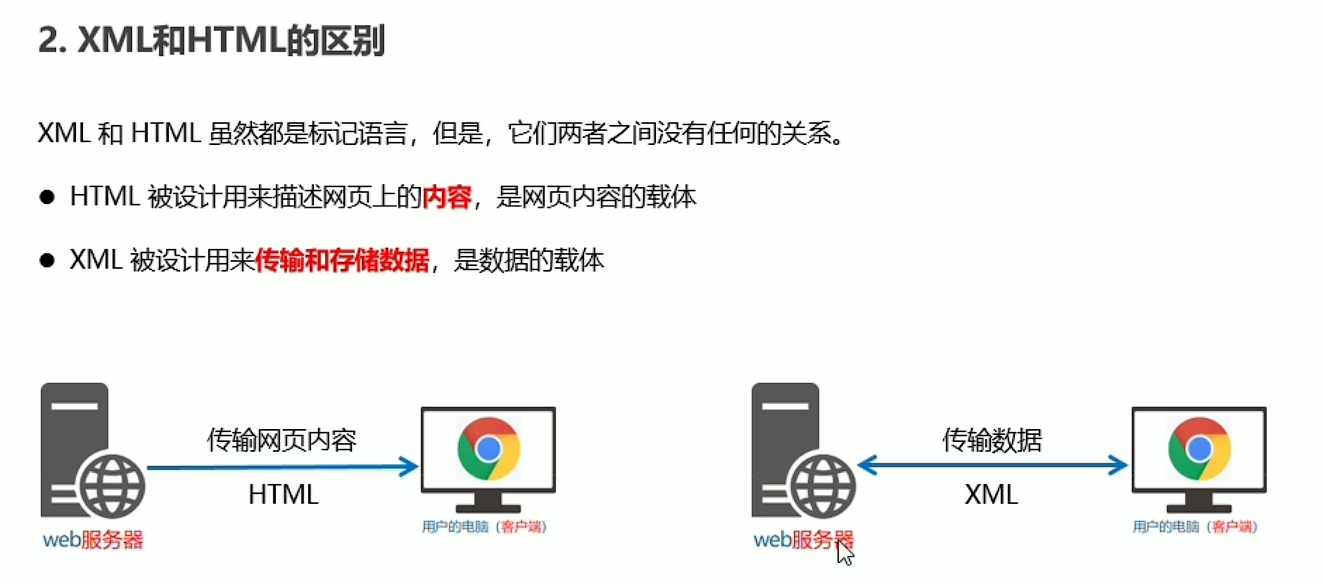 2. XML和HTML的区别
XML 和 HTML 虽然都是标记语言，但是，它们两者之间没有任何的关系。
● HTML 被设计用来描述网页上的内容，是网页内容的载体
● XML 被设计用来传输和存储数据，是数据的载体
传输网页内容
HTML
web服务器
用户的电脑（客户端）
传输数据
XML
web服务器
用户的电脑（客户端）